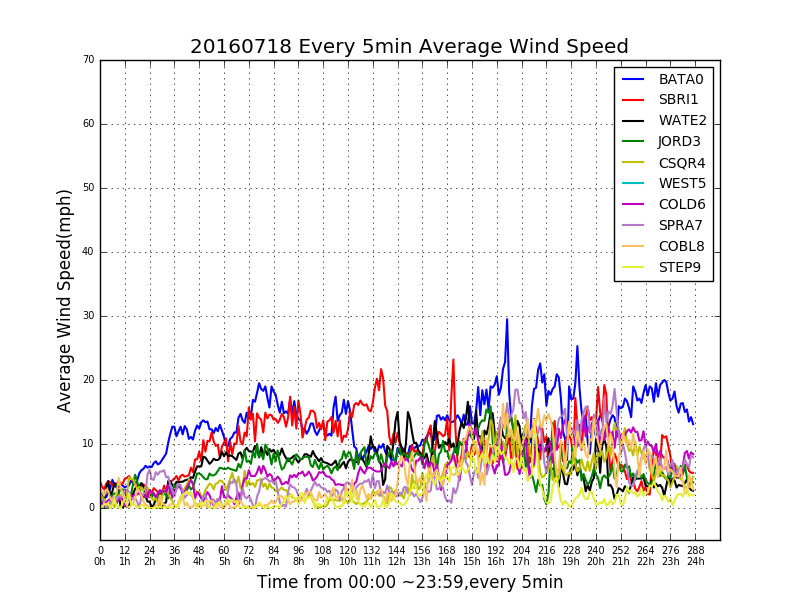 20160718 Every 5min Average Wind Speed
70
60
50
40
30
20
10
0
Average Wind Speed(mph)
BATA0
SBRI1
WATE2
JORD3
CSQR4
WEST5
COLD6
SPRA7
COBL8
STEP9
0 12 24 36 48 60 72 84 96 108 120 132 144 156 168 180 192 204 216 228 240 252 264 276 288
0h 1h 2h 3h 4h 5h 6h 7h 8h 9h 10h 11h 12h 13h 14h 15h 16h 17h 18h 19h 20h 21h 22h 23h 24h
Time from 00:00 ~23:59,every 5min